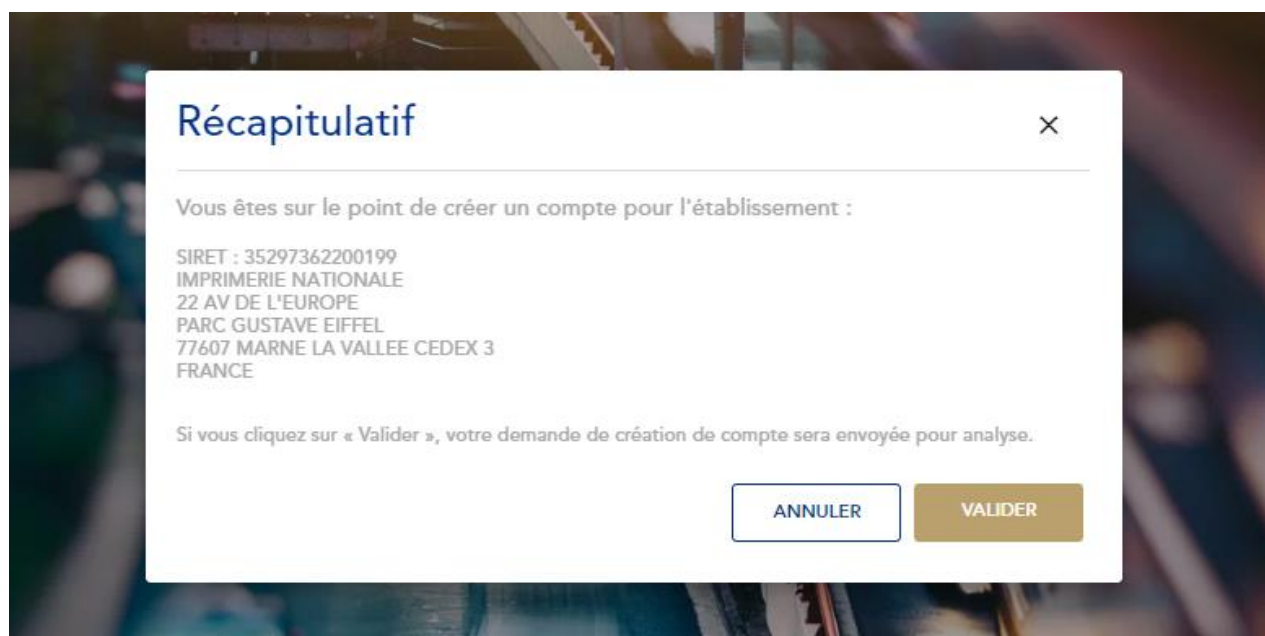 Récapitulatif
Vous êtes sur le point de créer un compte pour l'établissement :
SIRET : 35297362200199
IMPRIMERIE NATIONALE
22 AV DE L'EUROPE
PARC GUSTAVE EIFFEL
77607 MARNE LA VALLEE CEDEX 3
FRANCE
Si vous cliquez sur « Valider », votre demande de création de compte sera envoyée pour analyse.
ANNULER
VALIDER